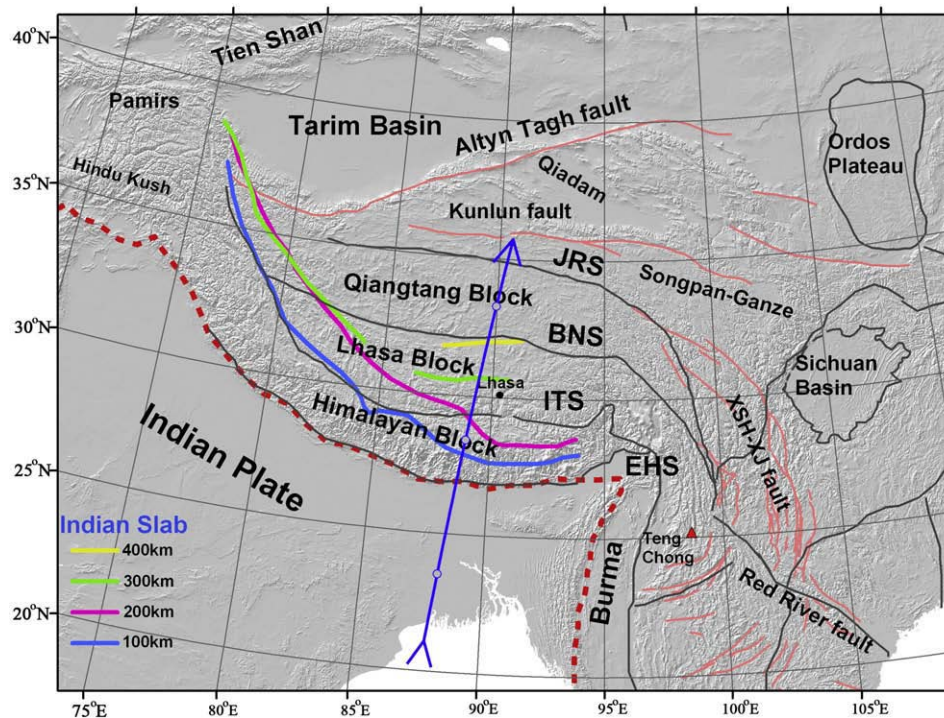 40°N
35°N
30°N
25°N
20°N
Tien Shan
Pamirs
Tarim Basin
Altyn Tagh fault
Ordos
Plateau
Hindu Kush
Qiadam
Kunlun fault
JRS
Songpan-Ganze
Qiangtang Block
BNS
Lhasa Block
Lhasa
Sichuan
Basin
ITS
XSH-XJ fault
Himalayan Block
Indian Plate
EHS
Teng
Chong
Burma
Red River fault
Indian Slab
400km
300km
200km
100km
75°E
80°E
85°E
90°E
95°E
100°E
105°E